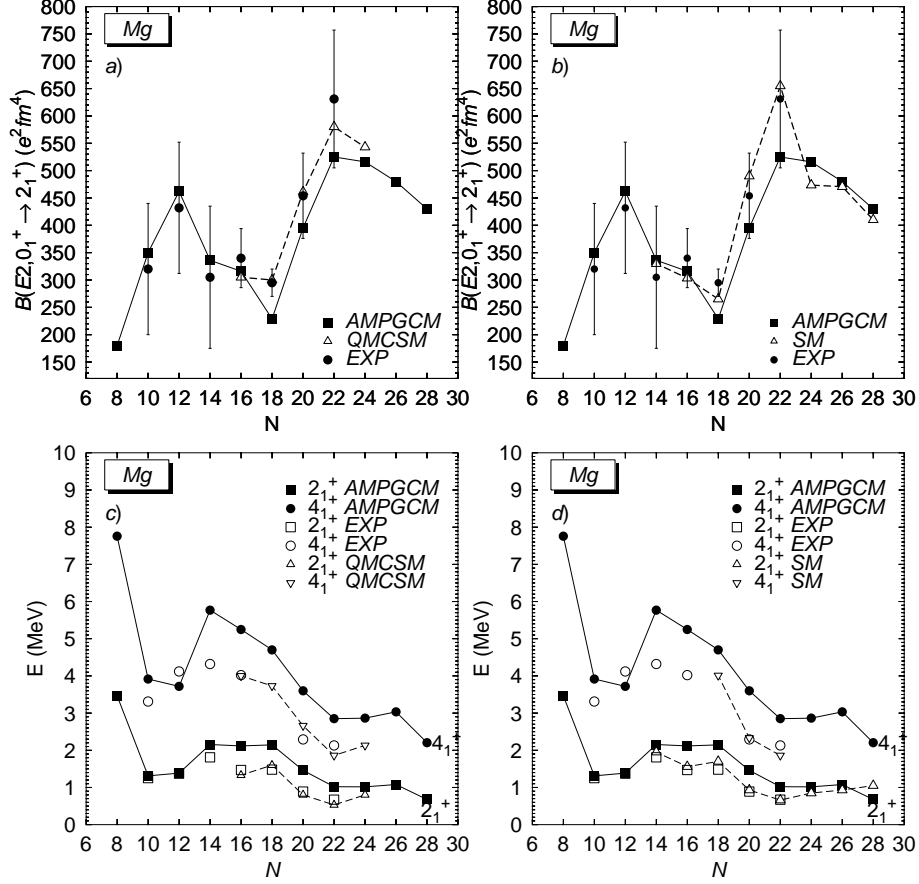 Mg
a)
800
750
700
650
600
550
500
450
400
350
300
250
200
150
B(E2,0₁⁺ → 2₁⁺) (e²fm⁴)
AMPGCM
QMCSM
EXP
6 8 10 12 14 16 18 20 22 24 26 28 30
N
Mg
b)
800
750
700
650
600
550
500
450
400
350
300
250
200
150
B(E2,0₁⁺ → 2₁⁺) (e²fm⁴)
AMPGCM
SM
EXP
6 8 10 12 14 16 18 20 22 24 26 28 30
N
Mg
c)
10
9
8
7
6
5
4
3
2
1
0
E (MeV)
2₁⁺ AMPGCM
4₁⁺ AMPGCM
2₁⁺ EXP
4₁⁺ EXP
2₁⁺ QMCSM
4₁⁺ QMCSM
4₁⁺
2₁⁺
6 8 10 12 14 16 18 20 22 24 26 28 30
N
Mg
d)
10
9
8
7
6
5
4
3
2
1
0
E (MeV)
2₁⁺ AMPGCM
4₁⁺ AMPGCM
2₁⁺ EXP
4₁⁺ EXP
2₁⁺ SM
4₁⁺ SM
4₁⁺
2₁⁺
6 8 10 12 14 16 18 20 22 24 26 28 30
N